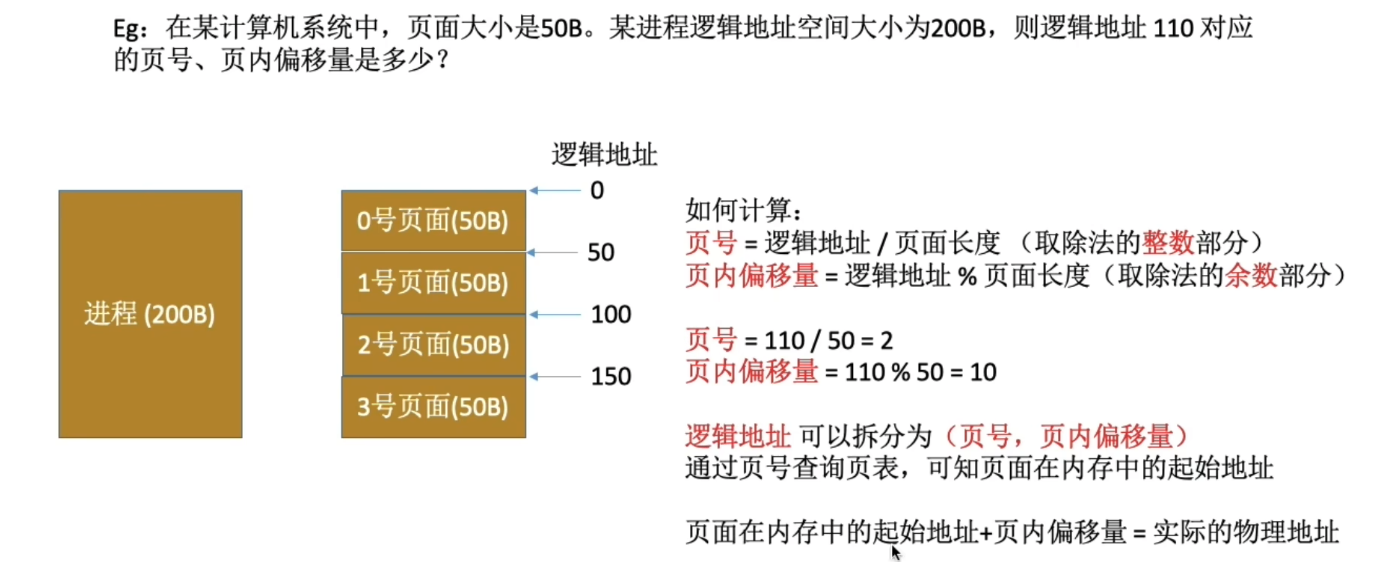 Eg：在某计算机系统中，页面大小是50B。某进程逻辑地址空间大小为200B，则逻辑地址 110 对应
的页号、页内偏移量是多少？
逻辑地址
进程 (200B)
0号页面(50B)
1号页面(50B)
2号页面(50B)
3号页面(50B)
0
50
100
150
如何计算：
页号 = 逻辑地址 / 页面长度 （取除法的整数部分）
页内偏移量 = 逻辑地址 % 页面长度（取除法的余数部分）
页号 = 110 / 50 = 2
页内偏移量 = 110 % 50 = 10
逻辑地址 可以拆分为（页号，页内偏移量）
通过页号查询页表，可知页面在内存中的起始地址
页面在内存中的起始地址+页内偏移量 = 实际的物理地址